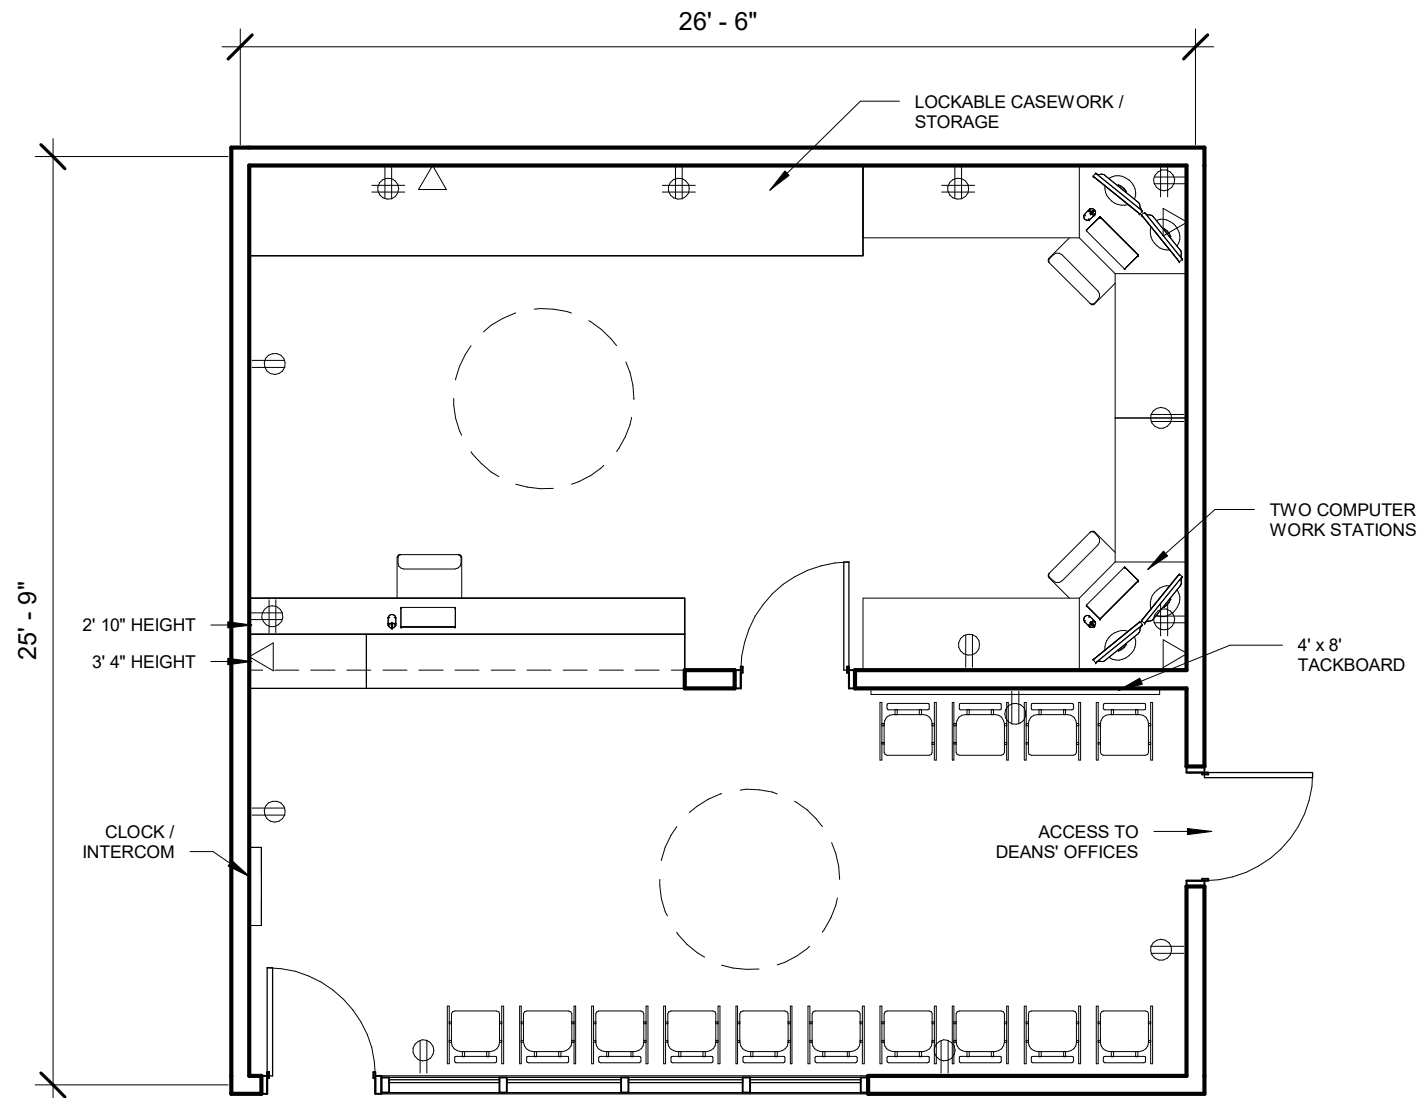 26' - 6"
LOCKABLE CASEWORK /
STORAGE
TWO COMPUTER
WORK STATIONS
25' - 9"
2' 10" HEIGHT
3' 4" HEIGHT
4' x 8'
TACKBOARD
CLOCK /
INTERCOM
ACCESS TO
DEANS' OFFICES